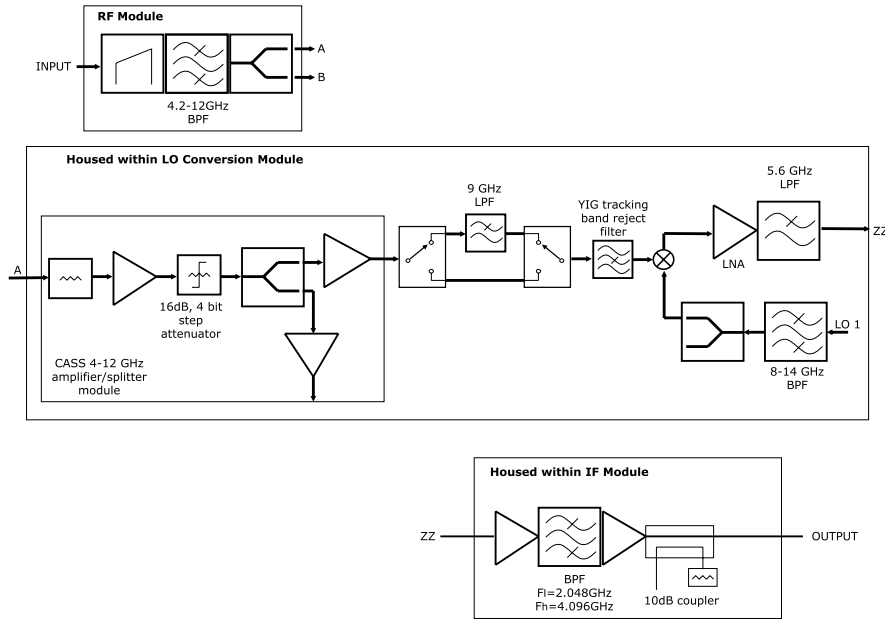 RF Module
INPUT
A
B
4.2-12GHz
BPF
Housed within LO Conversion Module
5.6 GHz
LPF
9 GHz
LPF
YIG tracking
band reject
filter
ZZ
A
LNA
16dB, 4 bit
step
attenuator
LO 1
CASS 4-12 GHz
amplifier/splitter
module
8-14 GHz
BPF
Housed within IF Module
ZZ
OUTPUT
BPF
Fl=2.048GHz
Fh=4.096GHz
10dB coupler